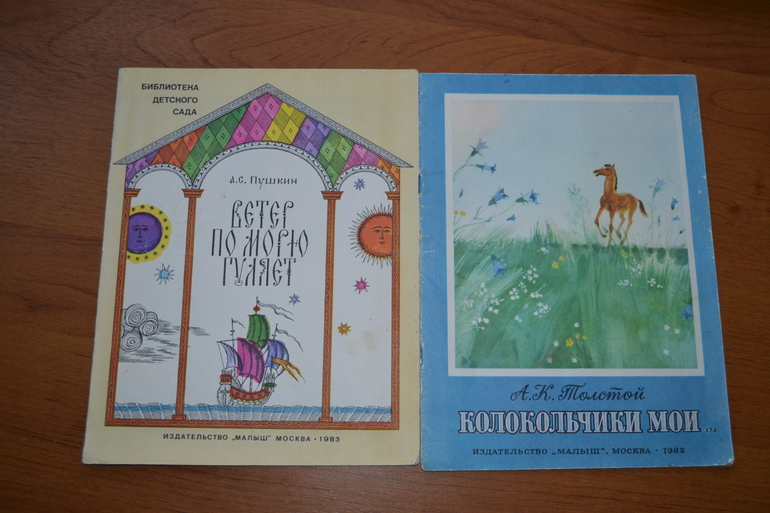 БИБЛИОТЕКА
ДЕТСКОГО
САДА
А.С. Пушкин
ВЕТЕР
ПО МОРЮ
ГУЛЯЕТ
ИЗДАТЕЛЬСТВО „МАЛЫШ" МОСКВА · 1983
А.К. Толстой
КОЛОКОЛЬЧИКИ МОИ...
ИЗДАТЕЛЬСТВО „МАЛЫШ", МОСКВА · 1982